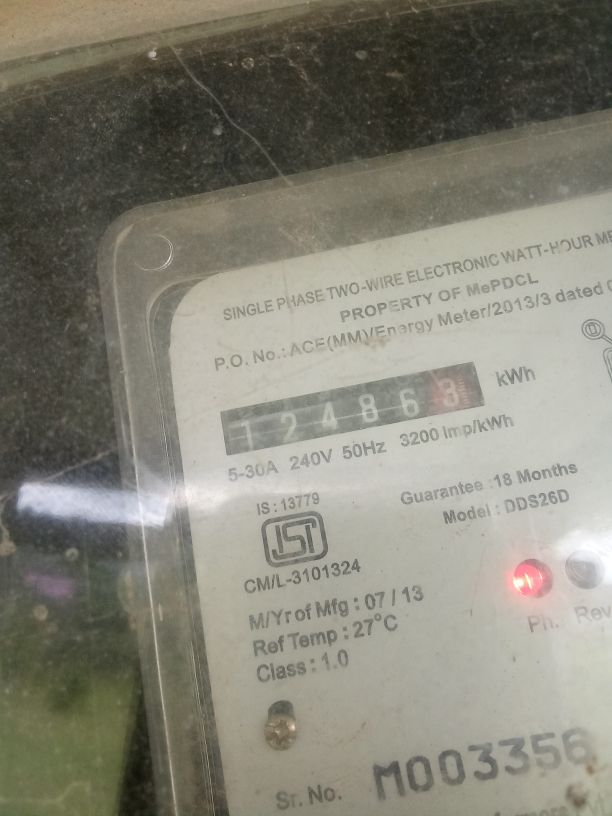 SINGLE PHASE TWO-WIRE ELECTRONIC WATT-HOUR
PROPERTY OF MePDCL
P.O. No.:ACE(MM)/Energy Meter/2013/3 dated
124868 kWh
5-30A 240V 50Hz 3200 Imp/kWh
IS : 13779
Guarantee : 18 Months
Model : DDS26D
ISI
CM/L-3101324
M/Yr of Mfg : 07 / 13
Ref Temp : 27°C
Class : 1.0
Ph. Rev
Sr. No. M003356